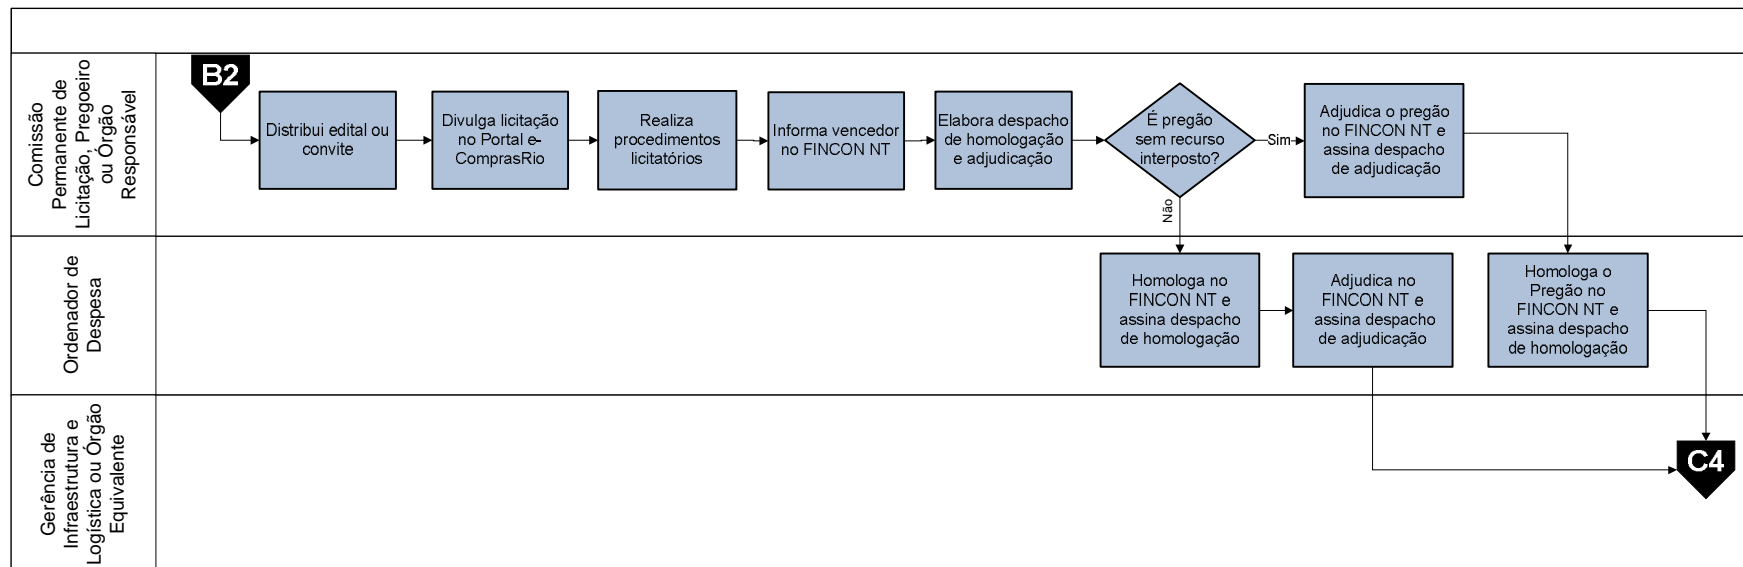 Comissão
Permanente de
Licitação, Pregoeiro
ou Órgão
Responsável
B2
Distribui edital ou
convite
Divulga licitação
no Portal e-
ComprasRio
Realiza
procedimentos
licitatórios
Informa vencedor
no FINCON NT
Elabora despacho
de homologação
e adjudicação
É pregão
sem recurso
interposto?
Sim
Adjudica o pregão
no FINCON NT e
assina despacho
de adjudicação
Não
Ordenador de
Despesa
Homologa no
FINCON NT e
assina despacho
de homologação
Adjudica no
FINCON NT e
assina despacho
de adjudicação
Homologa o
Pregão no
FINCON NT e
assina despacho
de homologação
Gerência de
Infraestrutura e
Logística ou Órgão
Equivalente
C4